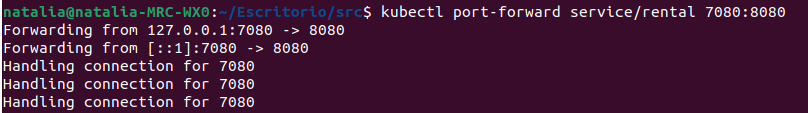 natalia@natalia-MRC-WX0:~/Escritorio/src$ kubectl port-forward service/rental 7080:8080
Forwarding from 127.0.0.1:7080 -> 8080
Forwarding from [::1]:7080 -> 8080
Handling connection for 7080
Handling connection for 7080
Handling connection for 7080